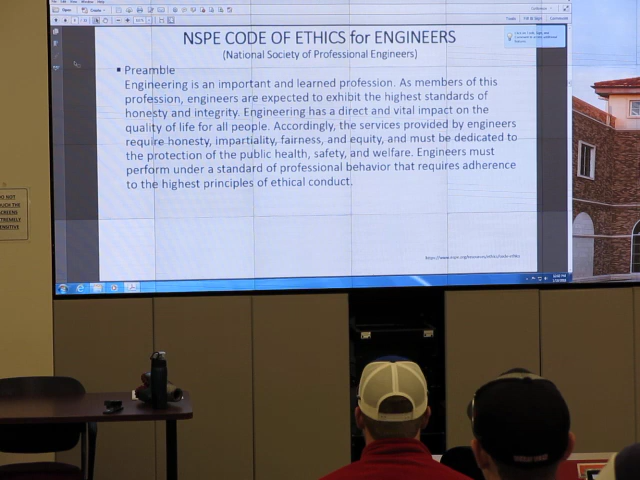 NSPE CODE OF ETHICS for ENGINEERS
(National Society of Professional Engineers)
Preamble
Engineering is an important and learned profession. As members of this
profession, engineers are expected to exhibit the highest standards of
honesty and integrity. Engineering has a direct and vital impact on the
quality of life for all people. Accordingly, the services provided by engineers
require honesty, impartiality, fairness, and equity, and must be dedicated to
the protection of the public health, safety, and welfare. Engineers must
perform under a standard of professional behavior that requires adherence
to the highest principles of ethical conduct.
DO NOT
TOUCH THE
SCREENS
EXTREMELY
SENSITIVE